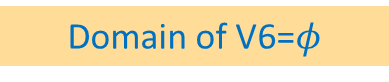 Domain of V6=ϕ